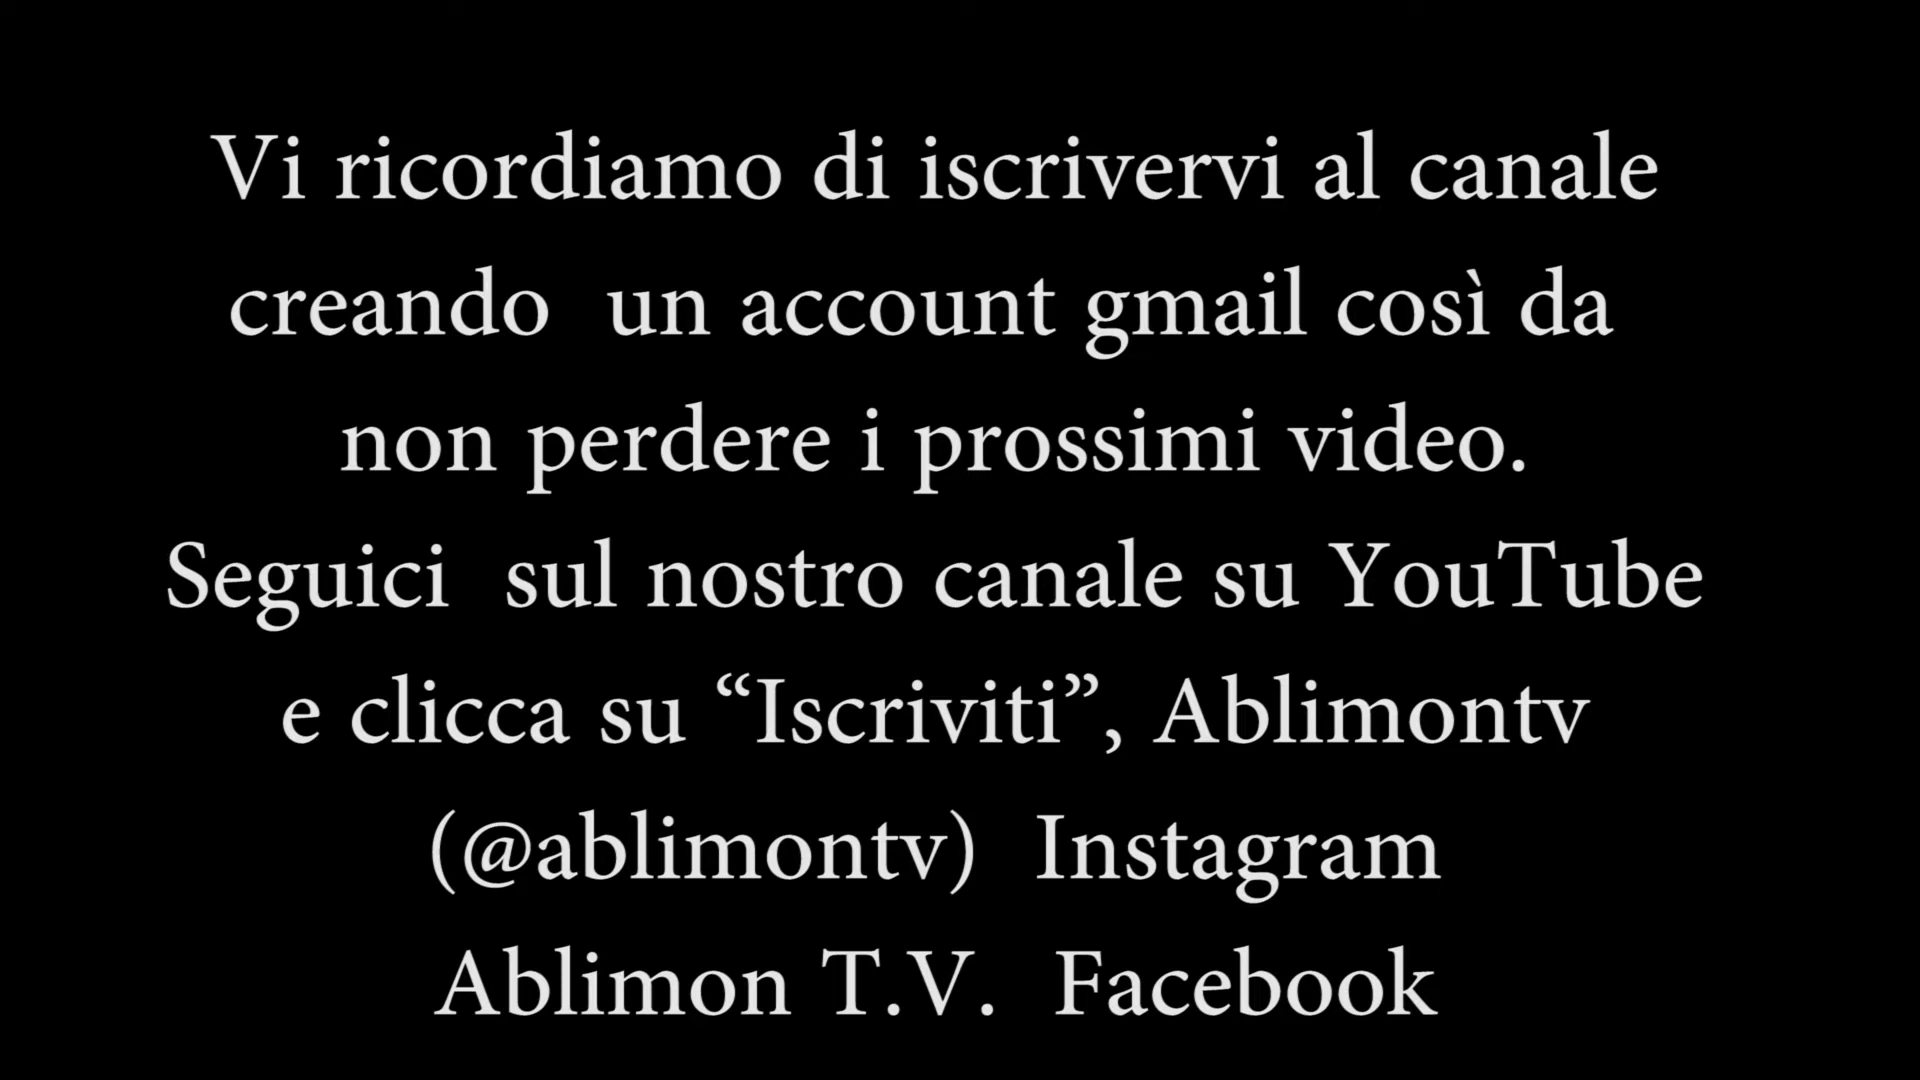 Vi ricordiamo di iscrivervi al canale
creando  un account gmail così da
non perdere i prossimi video.
Seguici  sul nostro canale su YouTube
e clicca su “Iscriviti”, Ablimontv
(@ablimontv)  Instagram
Ablimon T.V.  Facebook